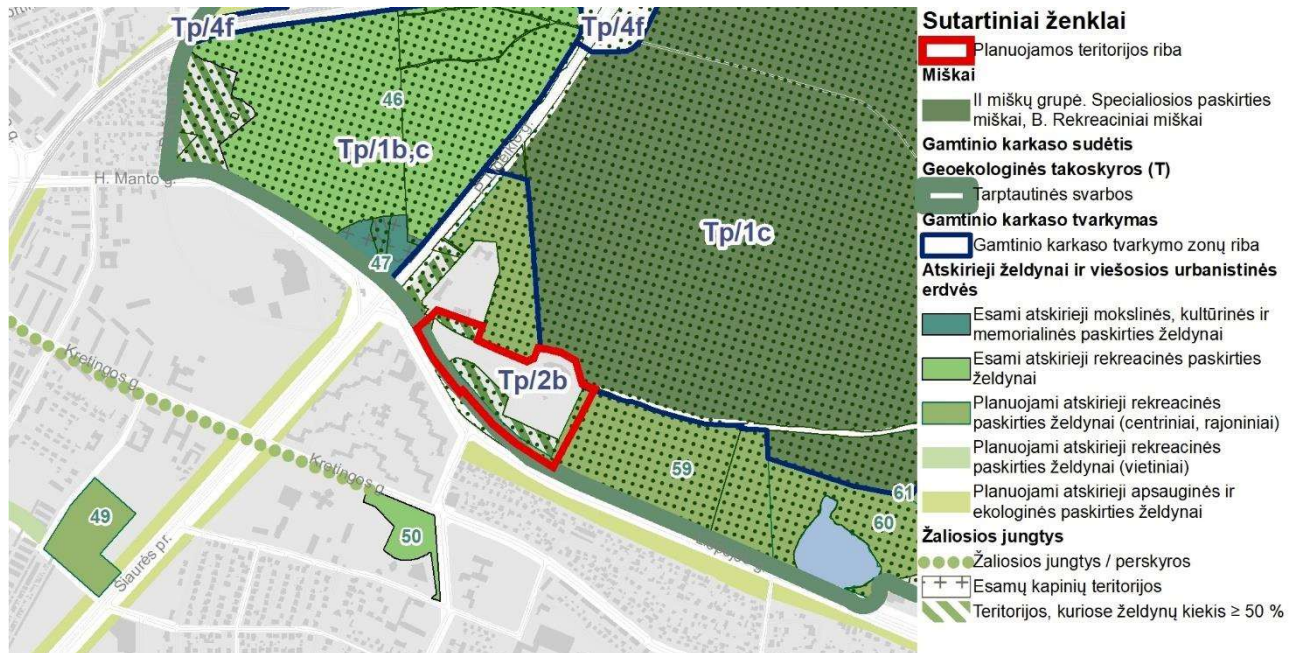 Tp/4f
Tp/4f
46
Tp/1b,c
H. Manto g.
Tp/1c
47
Tp/2b
Kretingos g.
Kretingos g.
59
61
60
49
50
Šiaurės pr.
Sutartiniai ženklai
Planuojamos teritorijos riba
Miškai
II miškų grupė. Specialiosios paskirties
miškai, B. Rekreaciniai miškai
Gamtinio karkaso sudėtis
Geoekologinės takoskyros (T)
Tarptautinės svarbos
Gamtinio karkaso tvarkymas
Gamtinio karkaso tvarkymo zonų riba
Atskirieji želdynai ir viešosios urbanistinės
erdvės
Esami atskirieji mokslinės, kultūrinės ir
memorialinės paskirties želdynai
Esami atskirieji rekreacinės paskirties
želdynai
Planuojami atskirieji rekreacinės
paskirties želdynai (centriniai, rajoniniai)
Planuojami atskirieji rekreacinės
paskirties želdynai (vietiniai)
Planuojami atskirieji apsauginės ir
ekologinės paskirties želdynai
Žaliosios jungtys
Žaliosios jungtys / perskyros
Esamų kapinių teritorijos
Teritorijos, kuriose želdynų kiekis ≥ 50 %